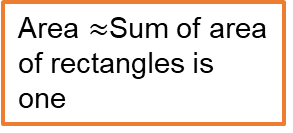 Area ≈Sum of area
of rectangles is
one